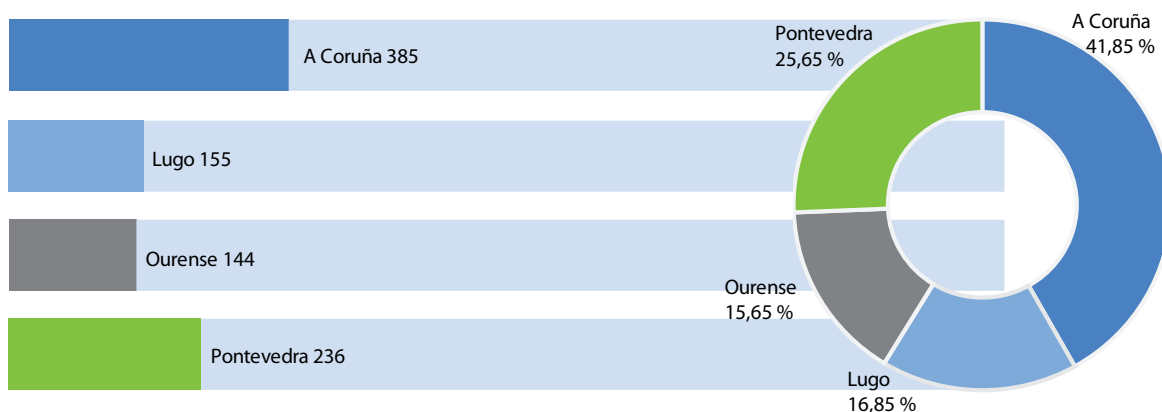 A Coruña 385
Lugo 155
Ourense 144
Pontevedra 236
Pontevedra
25,65 %
A Coruña
41,85 %
Ourense
15,65 %
Lugo
16,85 %